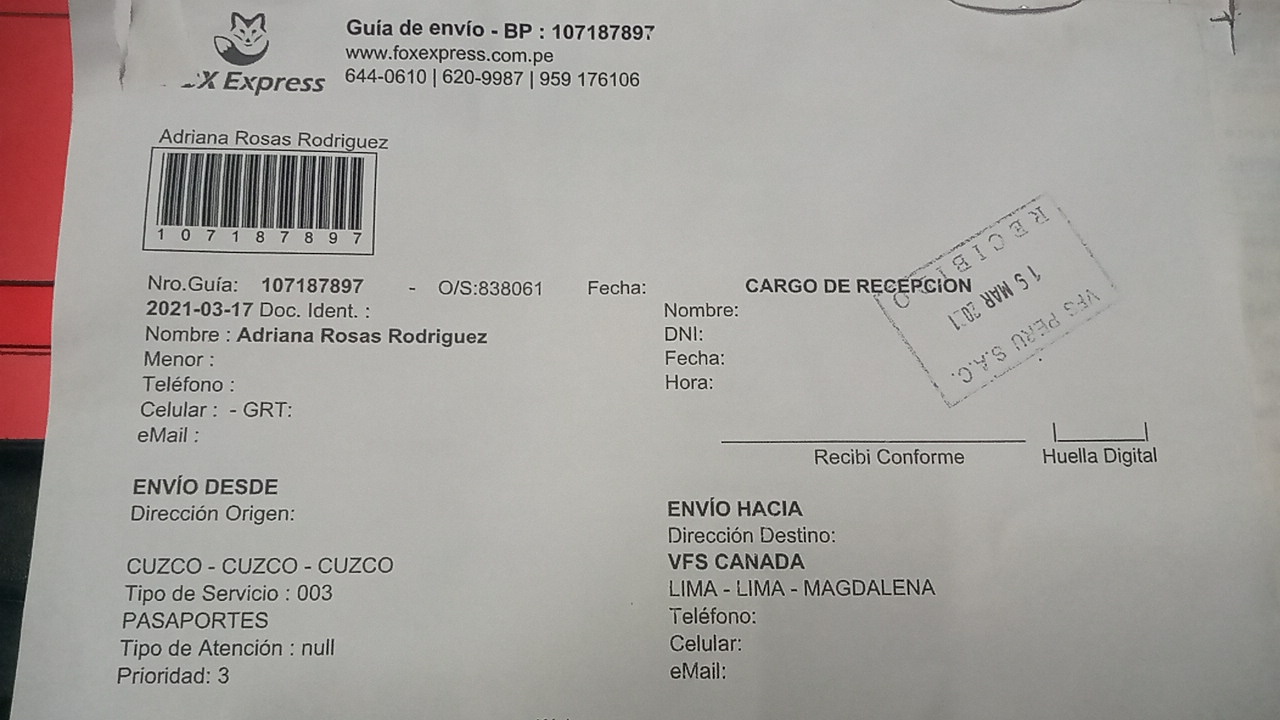 Guía de envío - BP : 107187897
www.foxexpress.com.pe
644-0610 | 620-9987 | 959 176106
X Express
Adriana Rosas Rodriguez
1 0 7 1 8 7 8 9 7
Nro.Guía: 107187897 - O/S:838061 Fecha:
2021-03-17 Doc. Ident. :
Nombre : Adriana Rosas Rodriguez
Menor :
Teléfono :
Celular : - GRT:
eMail :
CARGO DE RECEPCIÓN
Nombre:
DNI:
Fecha:
Hora:
VFS PERU S.A.C.
MAR
RECIBIDO
Recibi Conforme
Huella Digital
ENVÍO DESDE
Dirección Origen:
CUZCO - CUZCO - CUZCO
Tipo de Servicio : 003
PASAPORTES
Tipo de Atención : null
Prioridad: 3
ENVÍO HACIA
Dirección Destino:
VFS CANADA
LIMA - LIMA - MAGDALENA
Teléfono:
Celular:
eMail: